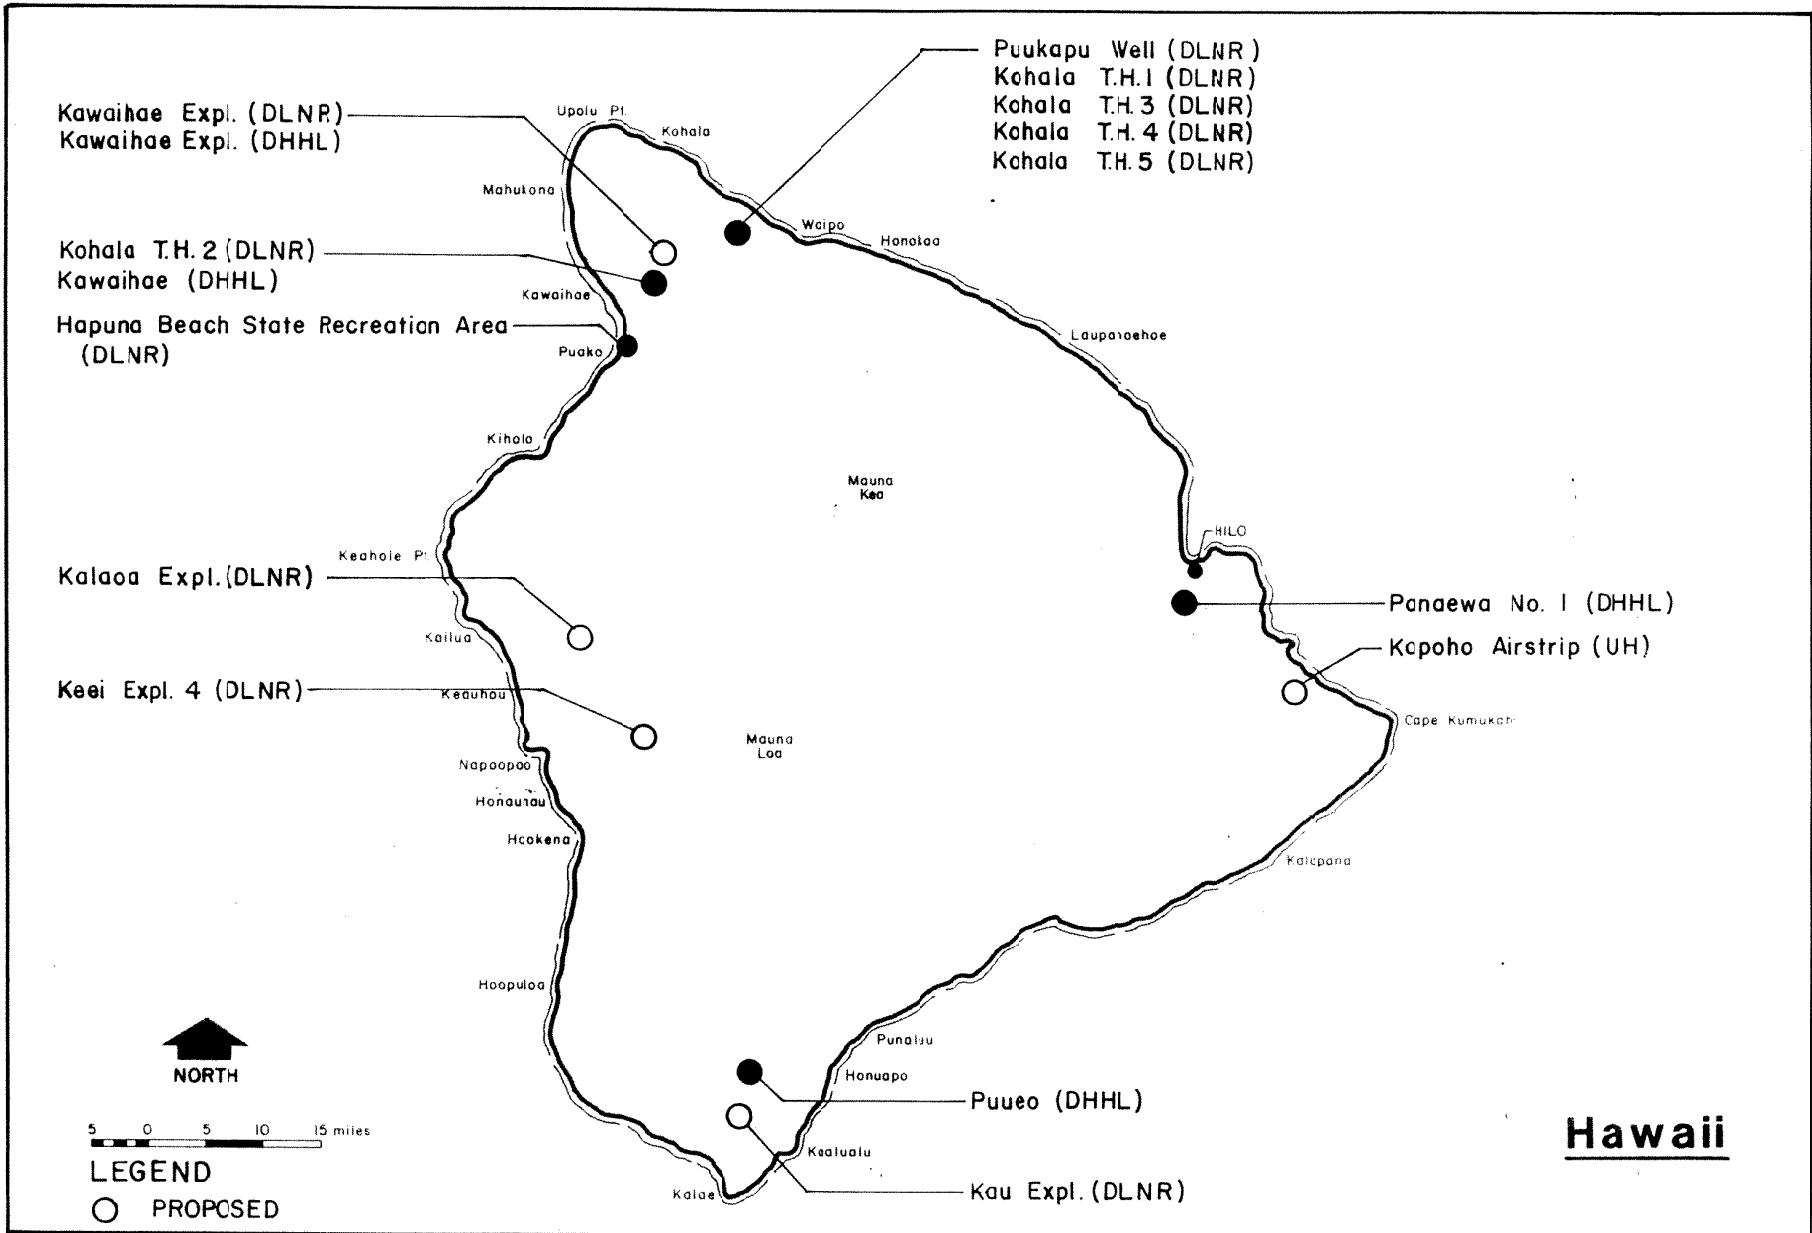 Puukapu Well (DLNR)
Kohala T.H. 1 (DLNR)
Kohala T.H. 3 (DLNR)
Kohala T.H. 4 (DLNR)
Kohala T.H. 5 (DLNR)
Kawaihae Expl. (DLNR)
Kawaihae Expl. (DHHL)
Upolu Pt.
Kohala
Mahukona
Waipo
Honokaa
Kohala T.H. 2 (DLNR)
Kawaihae (DHHL)
Kawaihae
Hapuna Beach State Recreation Area
(DLNR)
Puako
Laupahoehoe
Kiholo
Mauna
Kea
HILO
Keahole Pt.
Kalaoa Expl. (DLNR)
Panaewa No. 1 (DHHL)
Kailua
Kapoho Airstrip (UH)
Keei Expl. 4 (DLNR)
Keauhou
Cape Kumukahi
Mauna
Loa
Napoopoo
Honaunau
Hookena
Kalapana
Hoopuloa
Punaluu
NORTH
Honuapo
Puueo (DHHL)
5 0 5 10 15 miles
Hawaii
Kaalualu
LEGEND
Kalae
Kau Expl. (DLNR)
PROPOSED